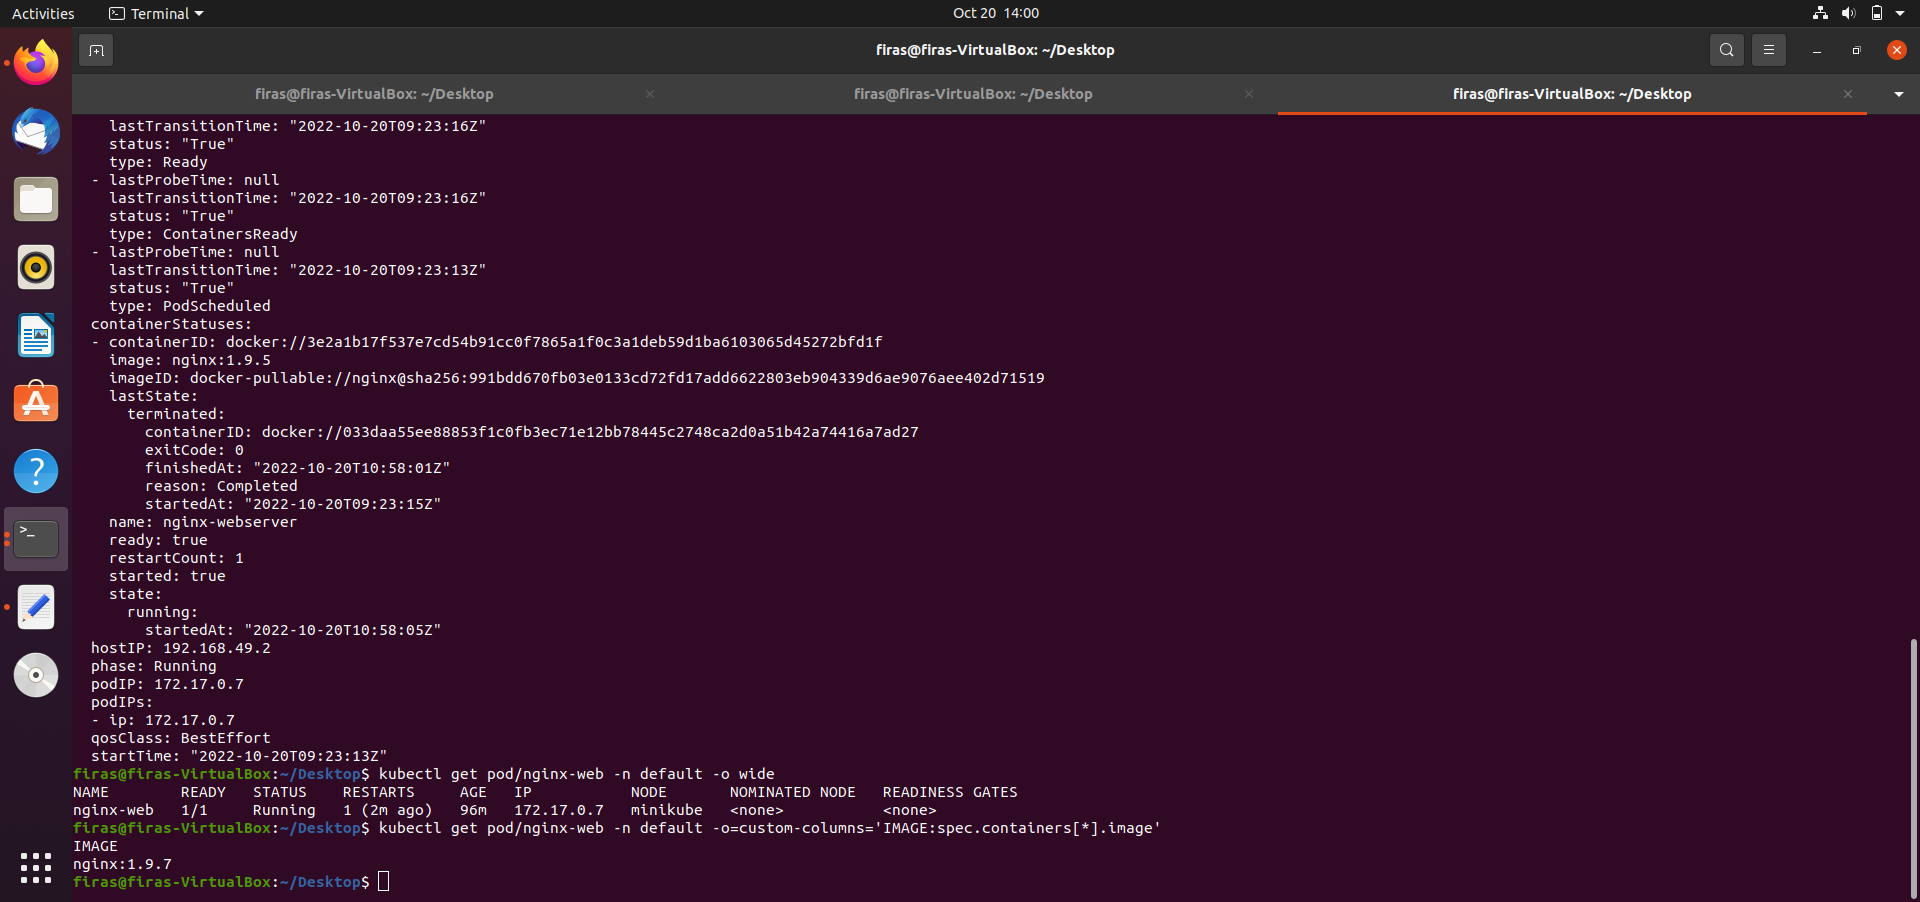 Activities
Terminal
Oct 20 14:00
firas@firas-VirtualBox: ~/Desktop
firas@firas-VirtualBox: ~/Desktop
firas@firas-VirtualBox: ~/Desktop
firas@firas-VirtualBox: ~/Desktop
    lastTransitionTime: "2022-10-20T09:23:16Z"
    status: "True"
    type: Ready
  - lastProbeTime: null
    lastTransitionTime: "2022-10-20T09:23:16Z"
    status: "True"
    type: ContainersReady
  - lastProbeTime: null
    lastTransitionTime: "2022-10-20T09:23:13Z"
    status: "True"
    type: PodScheduled
  containerStatuses:
  - containerID: docker://3e2a1b17f537e7cd54b91cc0f7865a1f0c3a1deb59d1ba6103065d45272bfd1f
    image: nginx:1.9.5
    imageID: docker-pullable://nginx@sha256:991bdd670fb03e0133cd72fd17add6622803eb904339d6ae9076aee402d71519
    lastState:
      terminated:
        containerID: docker://033daa55ee88853f1c0fb3ec71e12bb78445c2748ca2d0a51b42a74416a7ad27
        exitCode: 0
        finishedAt: "2022-10-20T10:58:01Z"
        reason: Completed
        startedAt: "2022-10-20T09:23:15Z"
    name: nginx-webserver
    ready: true
    restartCount: 1
    started: true
    state:
      running:
        startedAt: "2022-10-20T10:58:05Z"
  hostIP: 192.168.49.2
  phase: Running
  podIP: 172.17.0.7
  podIPs:
  - ip: 172.17.0.7
  qosClass: BestEffort
  startTime: "2022-10-20T09:23:13Z"
firas@firas-VirtualBox:~/Desktop$ kubectl get pod/nginx-web -n default -o wide
NAME        READY   STATUS    RESTARTS     AGE   IP           NODE       NOMINATED NODE   READINESS GATES
nginx-web   1/1     Running   1 (2m ago)   96m   172.17.0.7   minikube   <none>           <none>
firas@firas-VirtualBox:~/Desktop$ kubectl get pod/nginx-web -n default -o=custom-columns='IMAGE:spec.containers[*].image'
IMAGE
nginx:1.9.7
firas@firas-VirtualBox:~/Desktop$